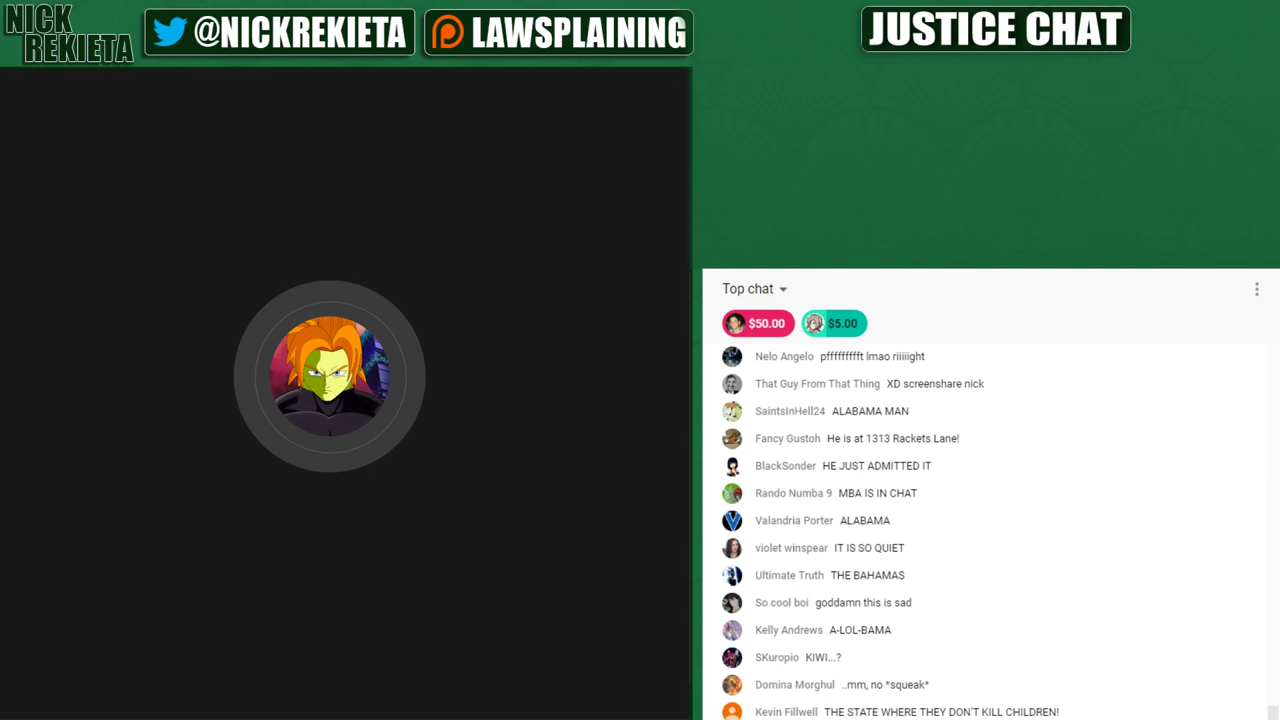 NICK
REKIETA
@NICKREKIETA
LAWSPLAINING
JUSTICE CHAT
Top chat
$50.00
$5.00
Nelo Angelo pffffffffft lmao riiiiight
That Guy From That Thing XD screenshare nick
SaintsInHell24 ALABAMA MAN
Fancy Gustoh He is at 1313 Rackets Lane!
BlackSonder HE JUST ADMITTED IT
Rando Numba 9 MBA IS IN CHAT
Valandria Porter ALABAMA
violet winspear IT IS SO QUIET
Ultimate Truth THE BAHAMAS
So cool boi goddamn this is sad
Kelly Andrews A-LOL-BAMA
SKuropio KIWI...?
Domina Morghul ..mm, no *squeak*
Kevin Fillwell THE STATE WHERE THEY DON'T KILL CHILDREN!